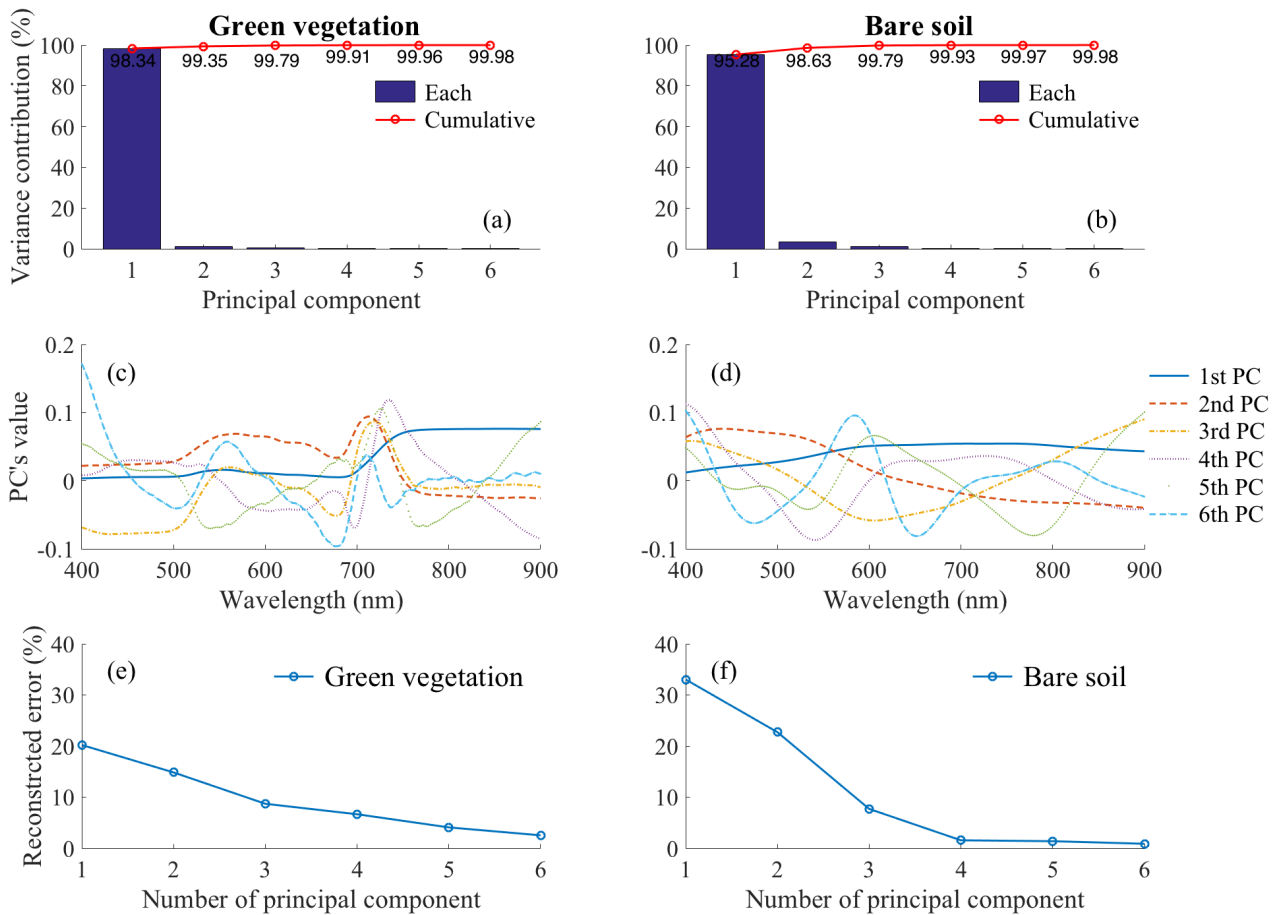 Green vegetation
Variance contribution (%)
100
80
60
40
20
0
98.34 99.35 99.79 99.91 99.96 99.98
Each
Cumulative
(a)
1 2 3 4 5 6
Principal component
Bare soil
100
80
60
40
20
0
95.28 98.63 99.79 99.93 99.97 99.98
Each
Cumulative
(b)
1 2 3 4 5 6
Principal component
PC's value
0.2
0.1
0
-0.1
(c)
400 500 600 700 800 900
Wavelength (nm)
0.2
0.1
0
-0.1
(d)
400 500 600 700 800 900
Wavelength (nm)
1st PC
2nd PC
3rd PC
4th PC
5th PC
6th PC
Reconstrcted error (%)
40
30
20
10
0
(e)
Green vegetation
1 2 3 4 5 6
Number of principal component
40
30
20
10
0
(f)
Bare soil
1 2 3 4 5 6
Number of principal component